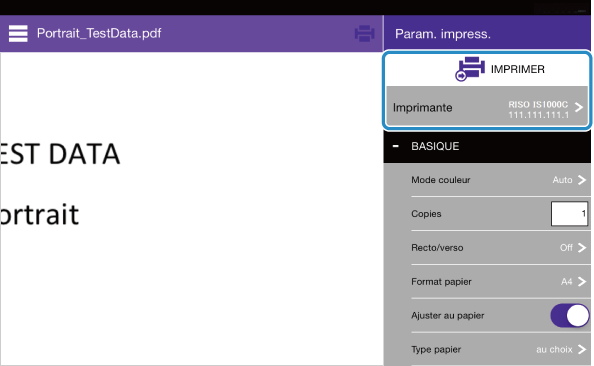 Portrait_TestData.pdf
Param. impress.
EST DATA
ortrait
IMPRIMER
Imprimante
RISO IS1000C
111.111.111.1
- BASIQUE
Mode couleur Auto
Copies 1
Recto/verso Off
Format papier A4
Ajuster au papier
Type papier au choix